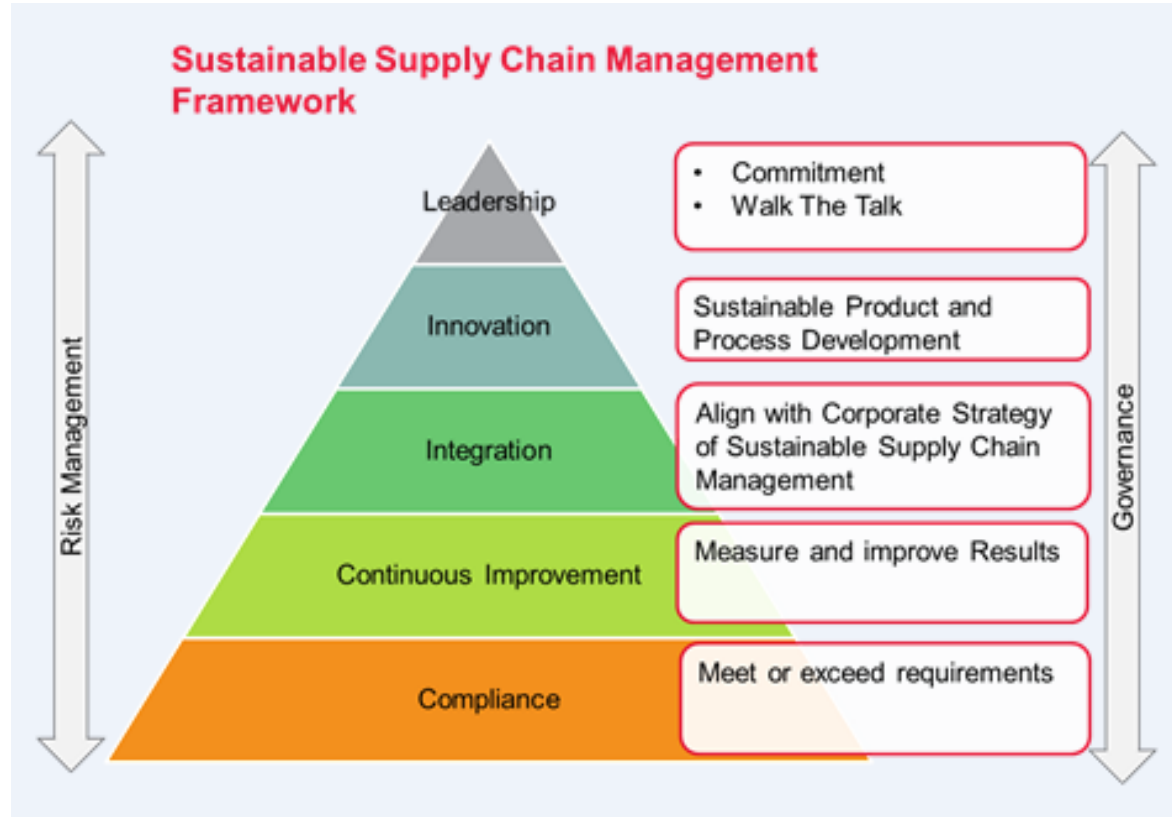 Sustainable Supply Chain Management
Framework
Risk Management
Leadership
• Commitment
• Walk The Talk
Innovation
Sustainable Product and
Process Development
Integration
Align with Corporate Strategy
of Sustainable Supply Chain
Management
Continuous Improvement
Measure and improve Results
Compliance
Meet or exceed requirements
Governance